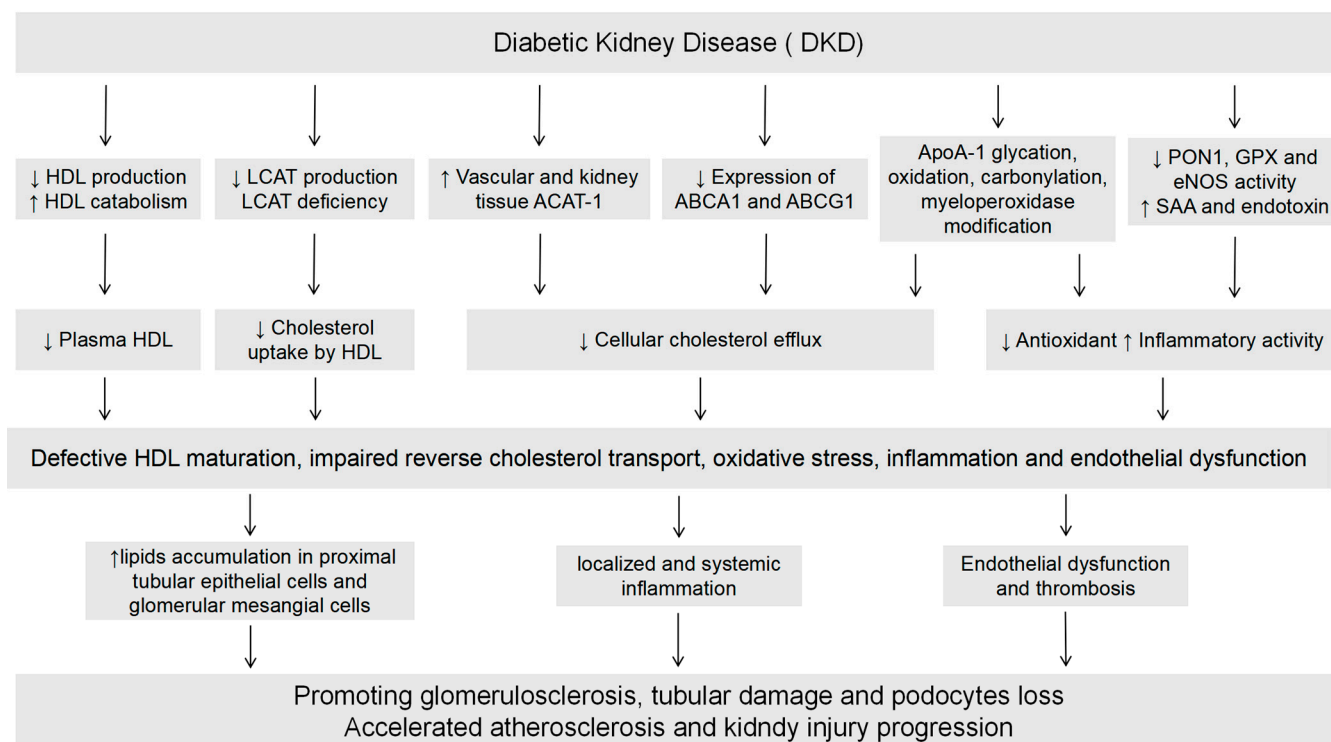 Diabetic Kidney Disease ( DKD)
↓ HDL production
↑ HDL catabolism
↓ LCAT production
LCAT deficiency
↑ Vascular and kidney
tissue ACAT-1
↓ Expression of
ABCA1 and ABCG1
ApoA-1 glycation,
oxidation, carbonylation,
myeloperoxidase
modification
↓ PON1, GPX and
eNOS activity
↑ SAA and endotoxin
↓ Plasma HDL
↓ Cholesterol
uptake by HDL
↓ Cellular cholesterol efflux
↓ Antioxidant ↑ Inflammatory activity
Defective HDL maturation, impaired reverse cholesterol transport, oxidative stress, inflammation and endothelial dysfunction
↑lipids accumulation in proximal
tubular epithelial cells and
glomerular mesangial cells
localized and systemic
inflammation
Endothelial dysfunction
and thrombosis
Promoting glomerulosclerosis, tubular damage and podocytes loss
Accelerated atherosclerosis and kidndy injury progression